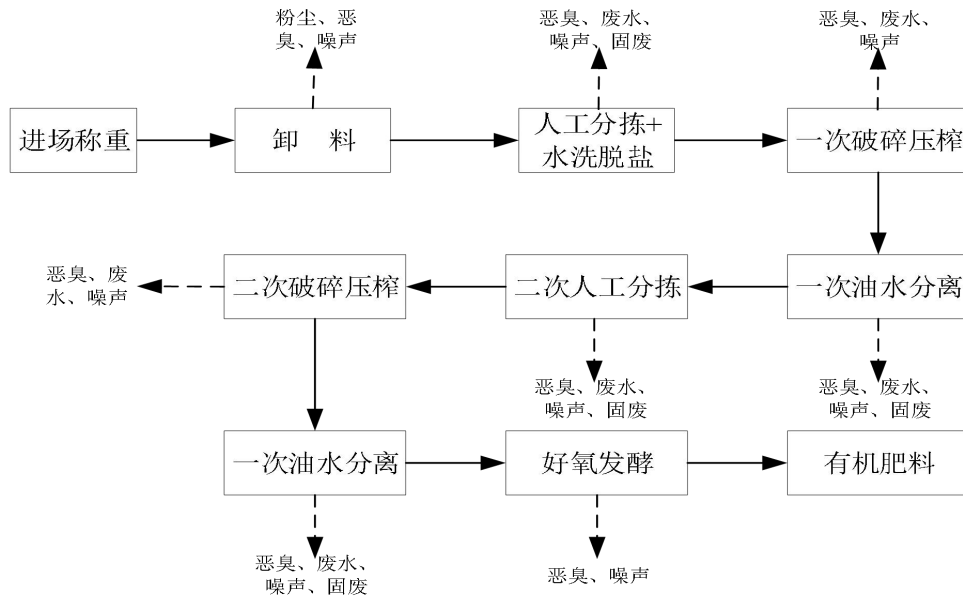 粉尘、恶
臭、噪声
恶臭、废水、
噪声、固废
恶臭、废水、
噪声
进场称重
卸 料
人工分拣+
水洗脱盐
一次破碎压榨
恶臭、废
水、噪声
二次破碎压榨
二次人工分拣
一次油水分离
恶臭、废水、
噪声、固废
恶臭、废水、
噪声、固废
一次油水分离
好氧发酵
有机肥料
恶臭、废水、
噪声、固废
恶臭、噪声